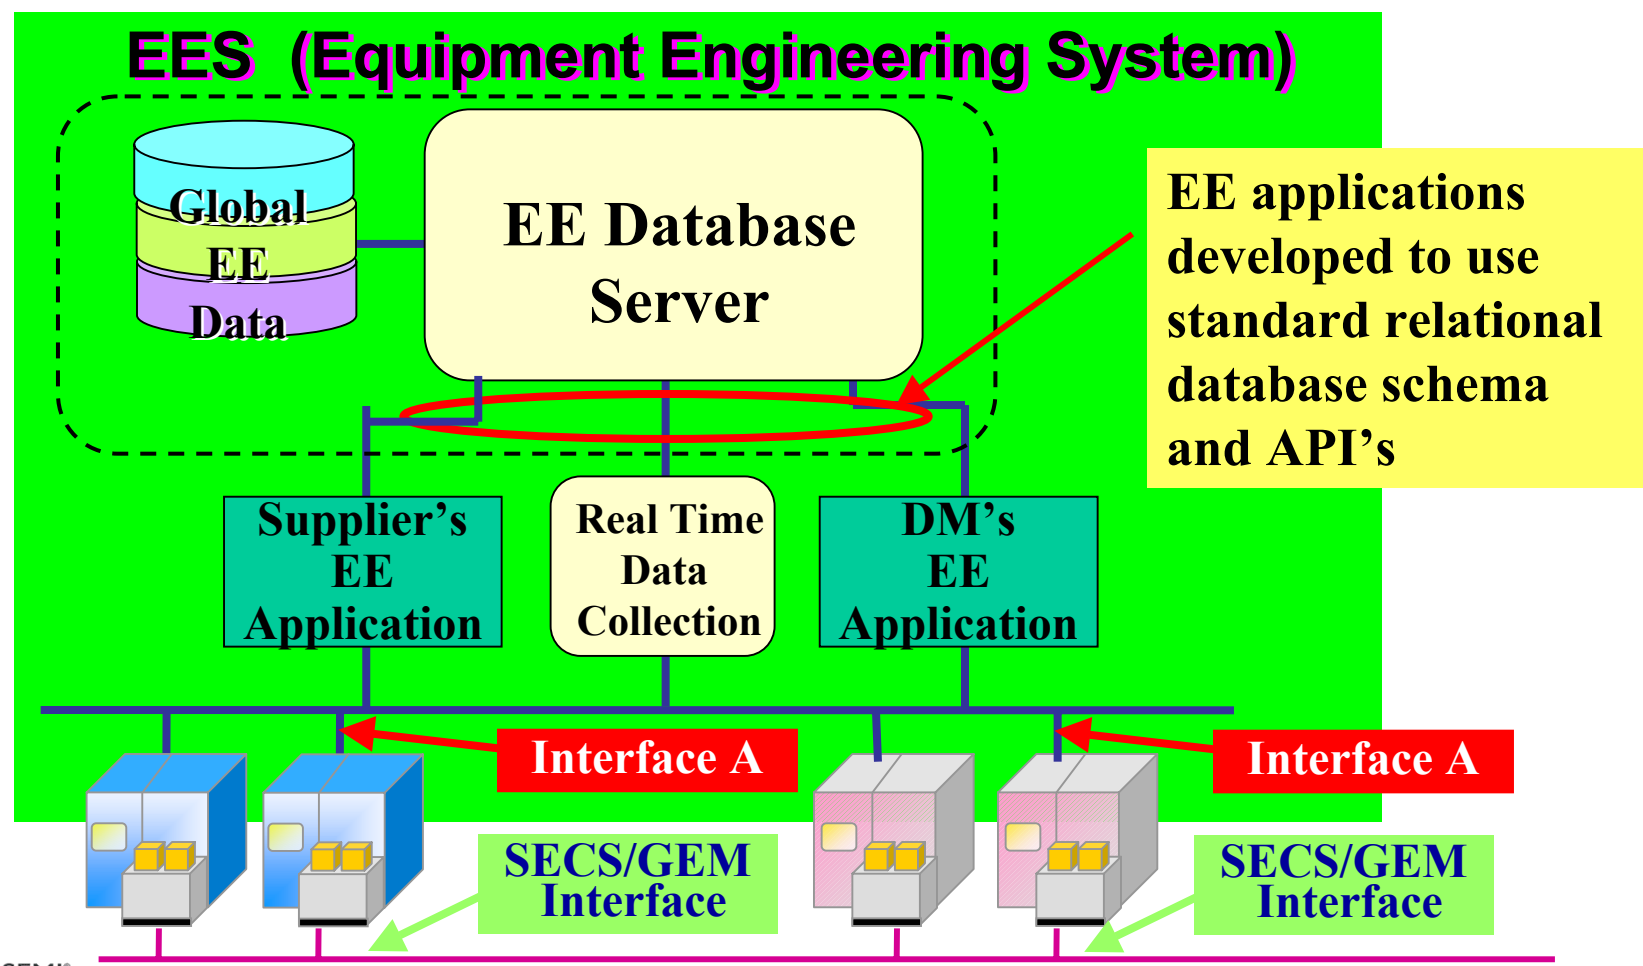 EES (Equipment Engineering System)
Global
EE
Data
EE Database
Server
EE applications
developed to use
standard relational
database schema
and API’s
Supplier’s
EE
Application
Real Time
Data
Collection
DM’s
EE
Application
Interface A
Interface A
SECS/GEM
Interface
SECS/GEM
Interface